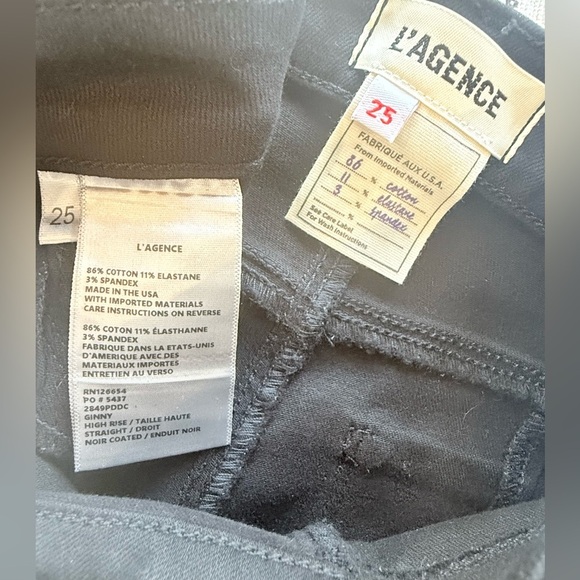 L'AGENCE
25
FABRIQUÉ AUX U.S.A.
From Imported Materials
86 % cotton
11 % elastane
3 % spandex
%
See Care Label
For Wash Instructions
25
L'AGENCE
86% COTTON 11% ELASTANE
3% SPANDEX
MADE IN THE USA
WITH IMPORTED MATERIALS
CARE INSTRUCTIONS ON REVERSE
86% COTON 11% ÉLASTHANNE
3% SPANDEX
FABRIQUE DANS LA ETATS-UNIS
D'AMERIQUE AVEC DES
MATERIAUX IMPORTES
ENTRETIEN AU VERSO
RN126654
PO # 5437
2849PDDC
GINNY
HIGH RISE / TAILLE HAUTE
STRAIGHT / DROIT
NOIR COATED / ENDUIT NOIR